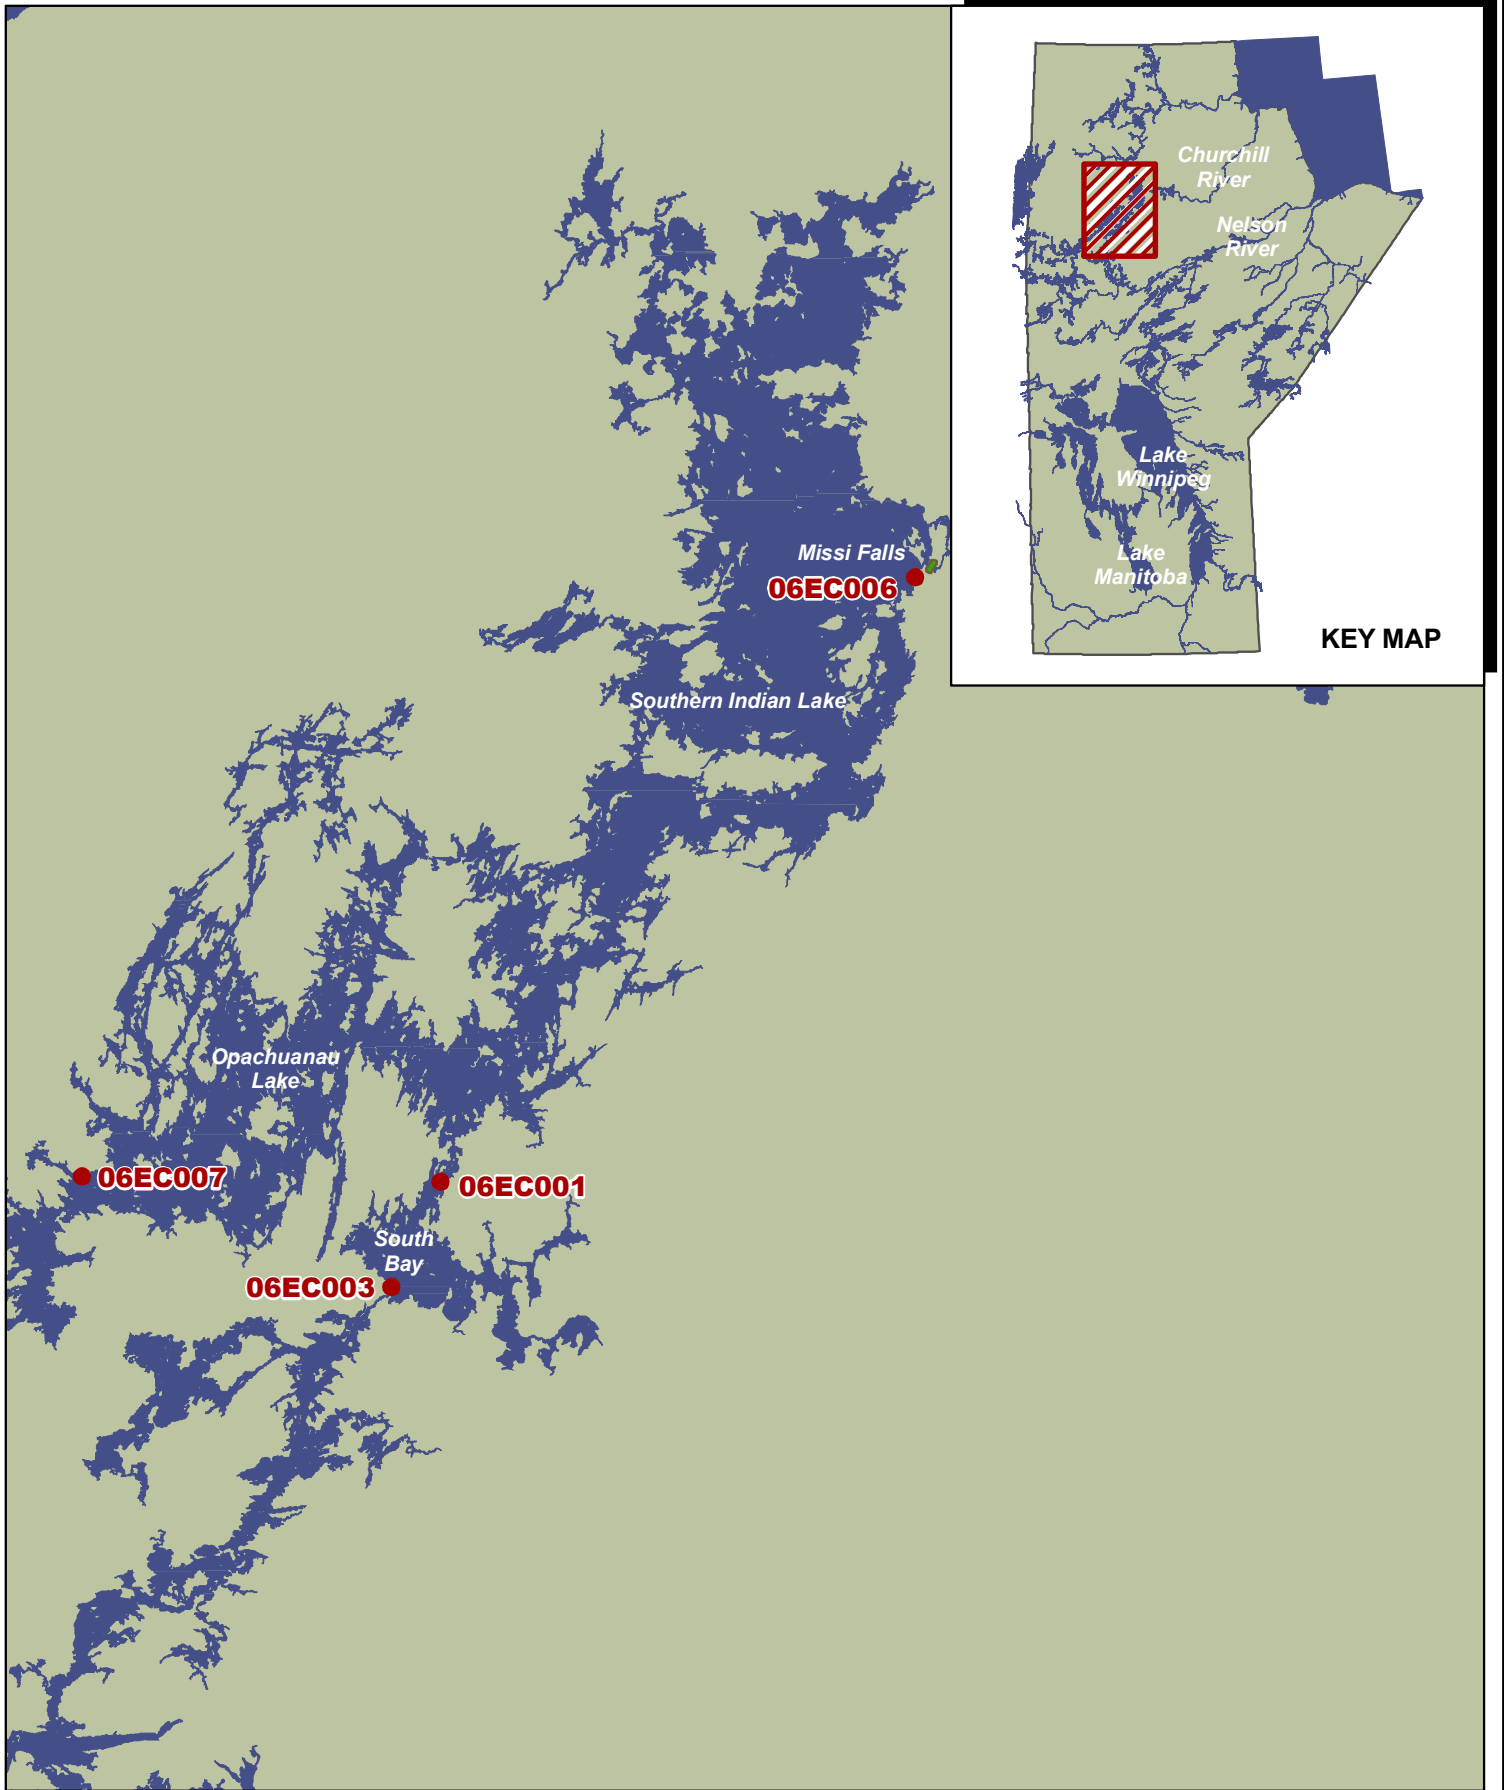 Churchill
River
Nelson
River
Lake
Winnipeg
Lake
Manitoba
KEY MAP
Missi Falls
06EC006
Southern Indian Lake
Opachuanau
Lake
06EC007
06EC001
South
Bay
06EC003